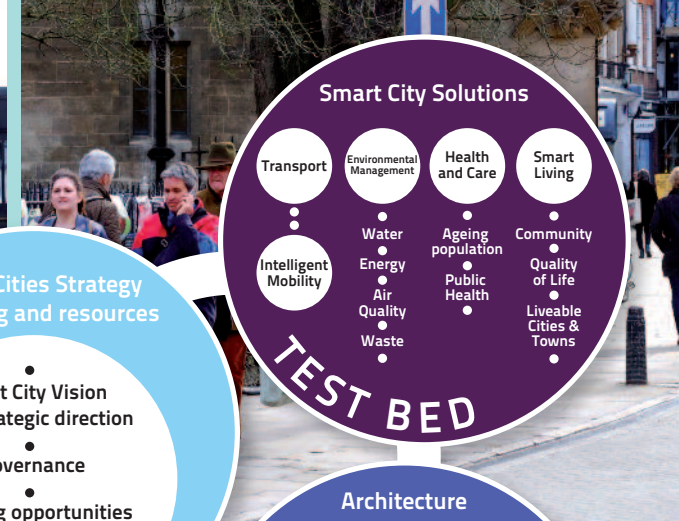 Smart City Solutions
Transport
Intelligent
Mobility
Environmental
Management
Water
Energy
Air
Quality
Waste
Health
and Care
Ageing
population
Public
Health
Smart
Living
Community
Quality
of Life
Liveable
Cities &
Towns
TEST BED
Cities Strategy
and resources
City Vision
direction
opportunities
Architecture